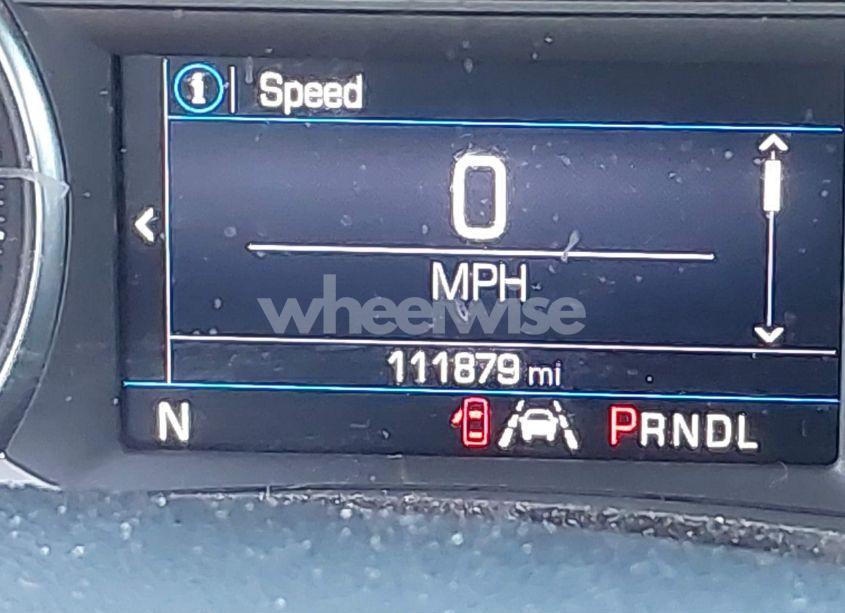 i Speed
0
MPH
wheelwise
111879 mi
N PRNDL